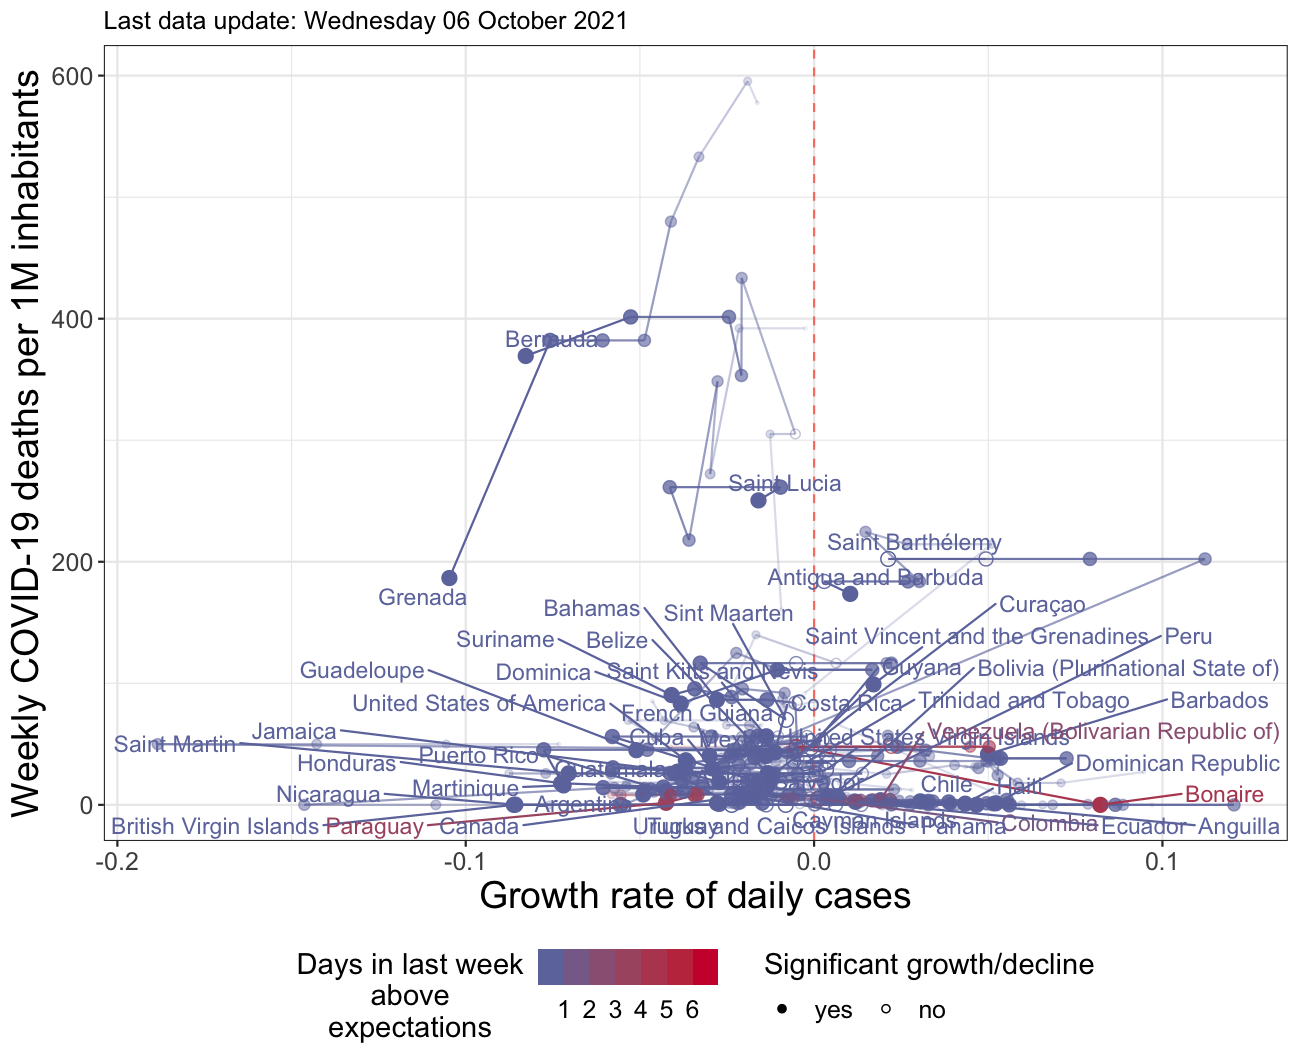 Last data update: Wednesday 06 October 2021
Weekly COVID-19 deaths per 1M inhabitants
600
400
200
0
Bermuda
Saint Lucia
Saint Barthélemy
Antigua and Barbuda
Grenada
Bahamas
Sint Maarten
Curaçao
Suriname
Belize
Saint Vincent and the Grenadines
Peru
Guadeloupe
Dominica
Saint Kitts and Nevis
Guyana
Bolivia (Plurinational State of)
United States of America
French Guiana
Costa Rica
Trinidad and Tobago
Barbados
Jamaica
Saint Martin
Cuba
United States Virgin Islands
Venezuela (Bolivarian Republic of)
Honduras
Puerto Rico
Guatemala
Dominican Republic
Nicaragua
Martinique
Chile
Haiti
Bonaire
Argentina
Cayman Islands
British Virgin Islands
Paraguay
Canada
Uruguay
Turks and Caicos Islands
Panama
Colombia
Ecuador
Anguilla
-0.2
-0.1
0.0
0.1
Growth rate of daily cases
Days in last week
above
expectations
1 2 3 4 5 6
Significant growth/decline
yes
no